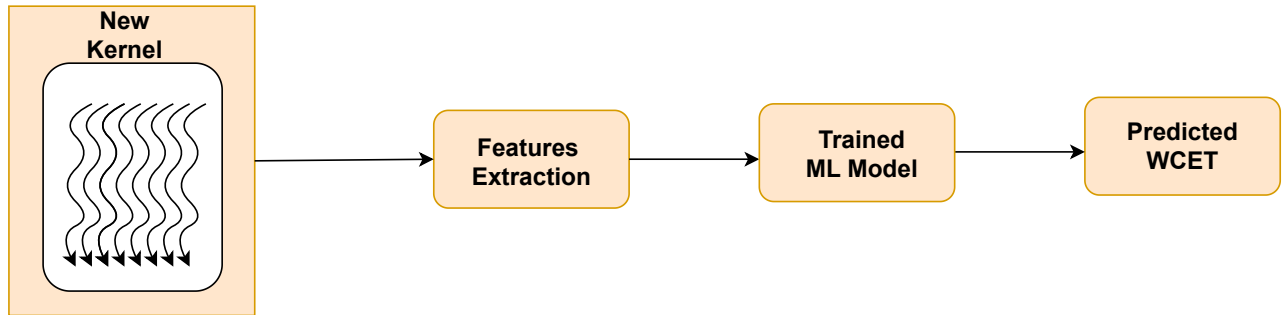 New
Kernel
Features
Extraction
Trained
ML Model
Predicted
WCET